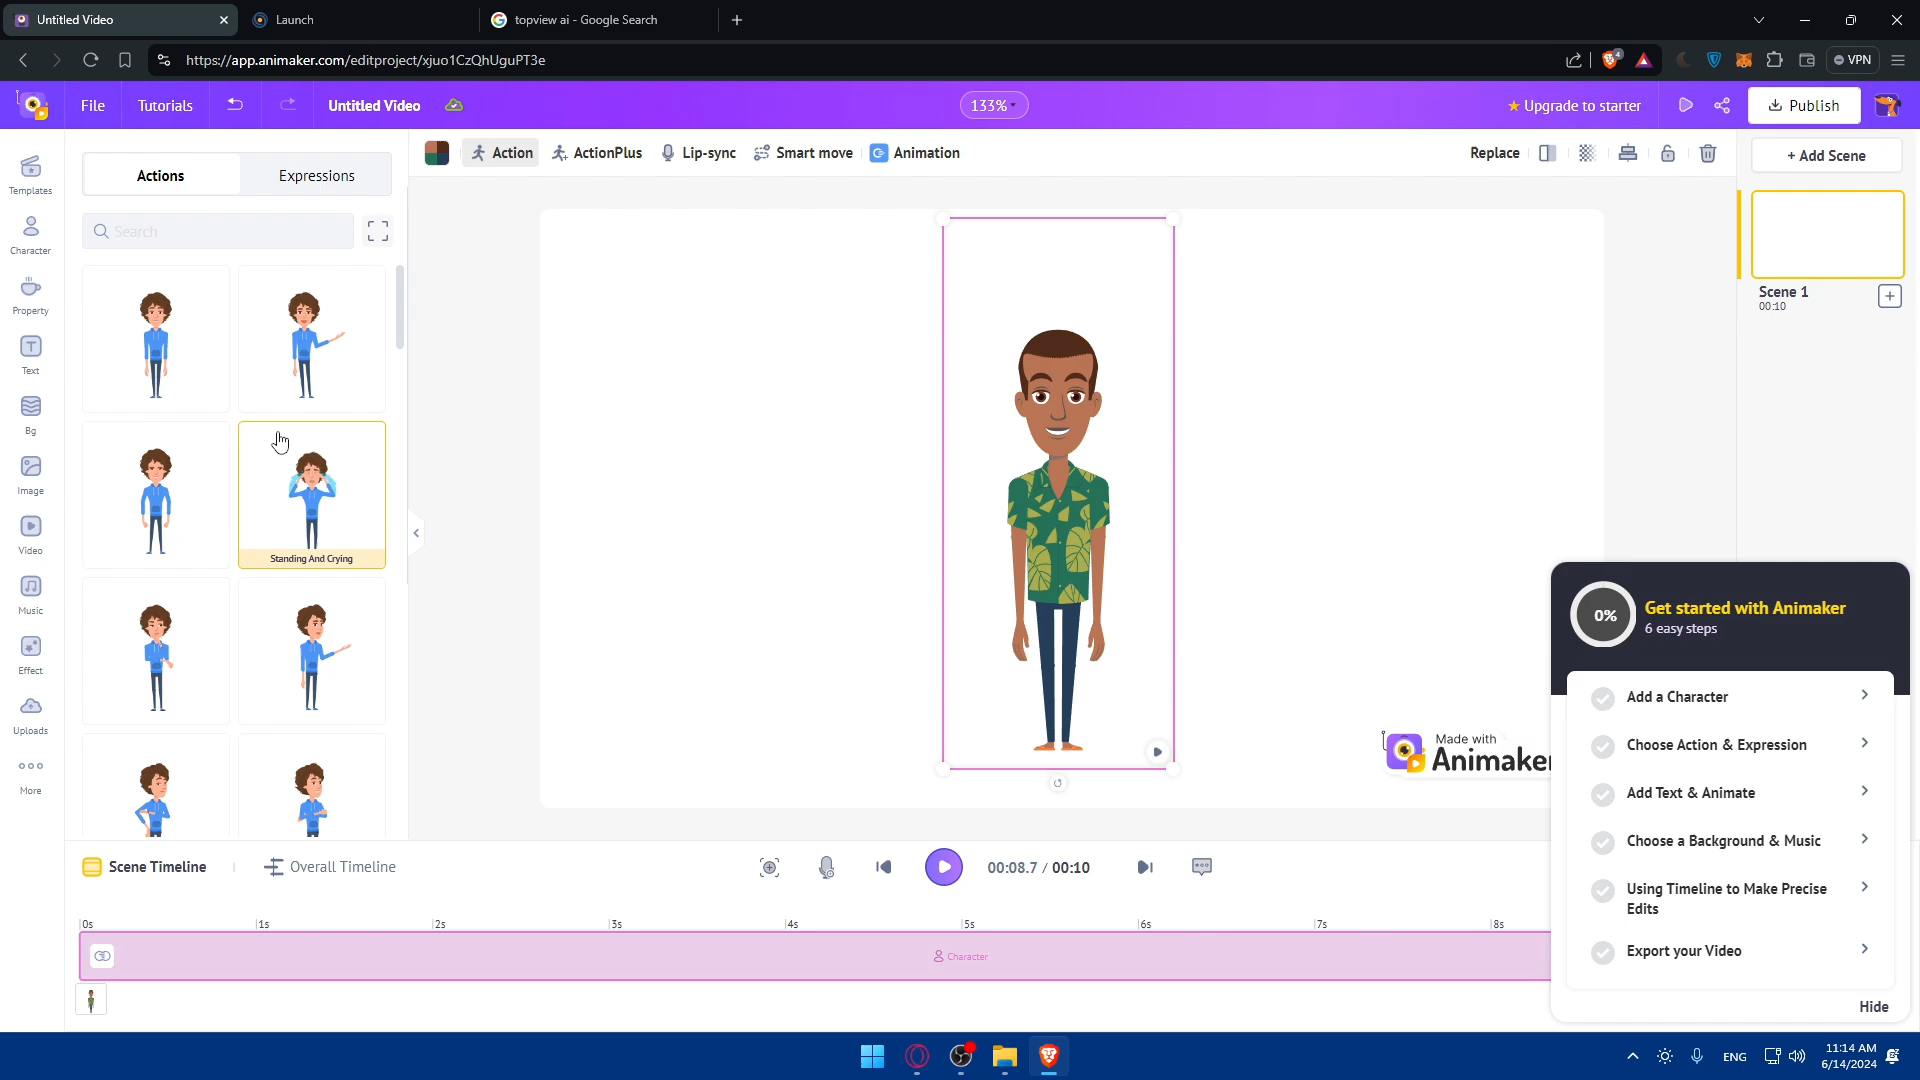 Untitled Video
Launch
topview ai - Google Search
https://app.animaker.com/editproject/xjuo1CzQhUguPT3e
4
VPN
File
Tutorials
Untitled Video
133%
Upgrade to starter
Publish
Templates
Character
Property
Text
Bg
Image
Video
Music
Effect
Uploads
More
Actions
Expressions
Search
Standing And Crying
Action
ActionPlus
Lip-sync
Smart move
Animation
Replace
+ Add Scene
Scene 1
00:10
Made with
Animaker
0%
Get started with Animaker
6 easy steps
Add a Character
Choose Action & Expression
Add Text & Animate
Choose a Background & Music
Using Timeline to Make Precise
Edits
Export your Video
Hide
Scene Timeline
Overall Timeline
00:08.7 / 00:10
0s
1s
2s
3s
4s
5s
6s
7s
8s
Character
ENG
11:14 AM
6/14/2024